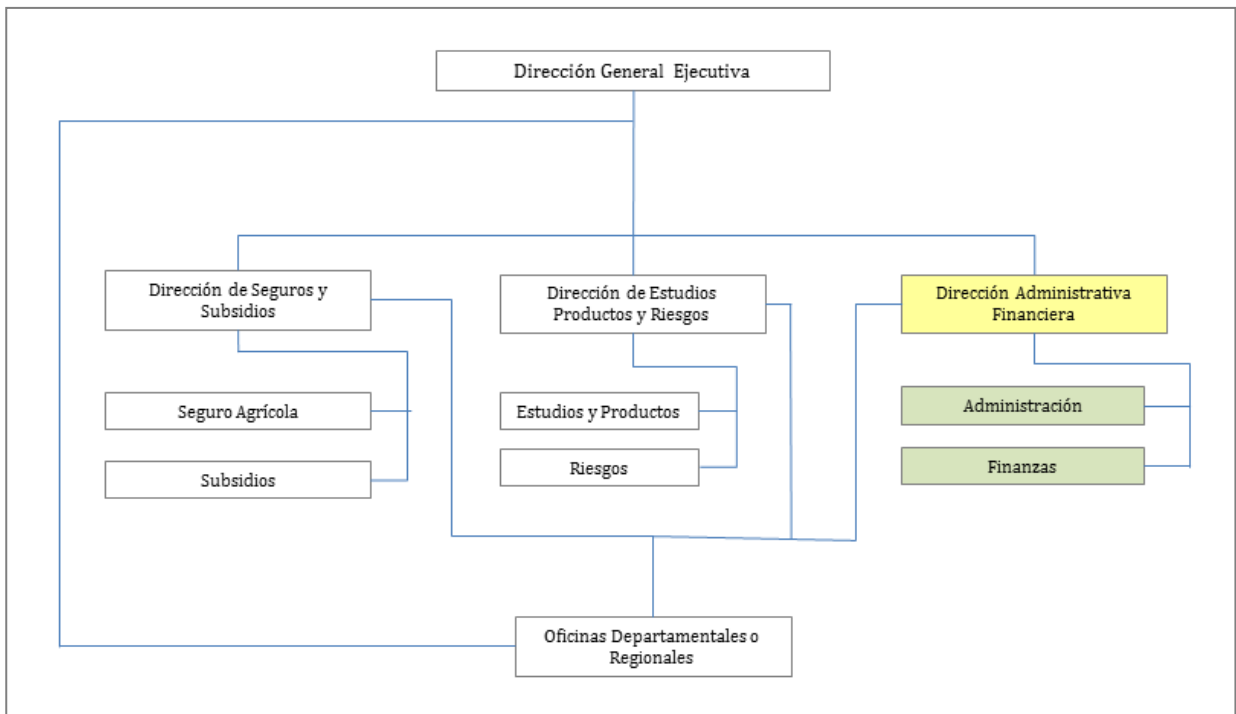 Dirección General Ejecutiva
Dirección de Seguros y
Subsidios
Dirección de Estudios
Productos y Riesgos
Dirección Administrativa
Financiera
Seguro Agrícola
Estudios y Productos
Administración
Subsidios
Riesgos
Finanzas
Oficinas Departamentales o
Regionales